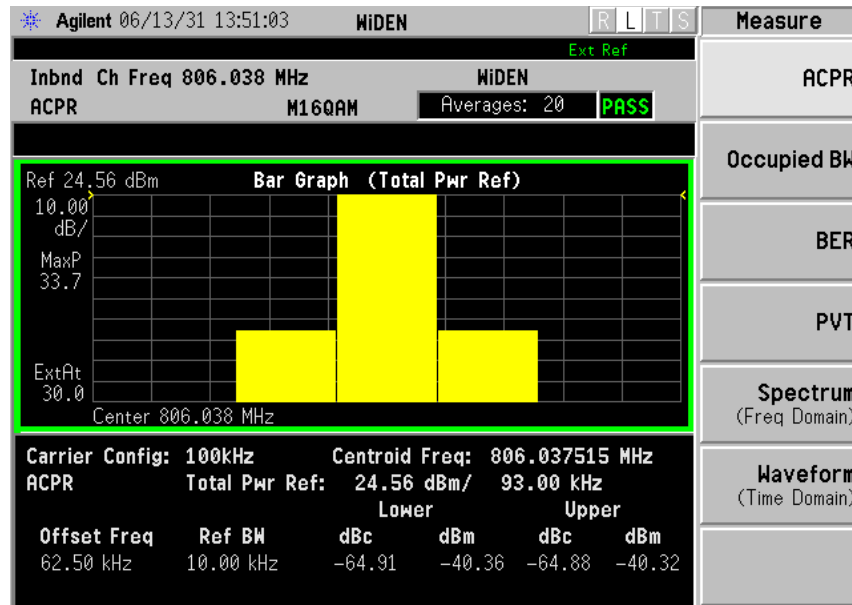 Agilent 06/13/31 13:51:03 WiDEN R L T S Measure
Ext Ref
Inbnd Ch Freq 806.038 MHz WiDEN
ACPR M16QAM Averages: 20 PASS
ACPR
Occupied BW
BER
PVT
Spectrum
(Freq Domain)
Waveform
(Time Domain)
Ref 24.56 dBm Bar Graph (Total Pwr Ref)
10.00
dB/
MaxP
33.7
ExtAt
30.0
Center 806.038 MHz
Carrier Config: 100kHz Centroid Freq: 806.037515 MHz
ACPR Total Pwr Ref: 24.56 dBm/ 93.00 kHz
Lower Upper
Offset Freq Ref BW dBc dBm dBc dBm
62.50 kHz 10.00 kHz -64.91 -40.36 -64.88 -40.32